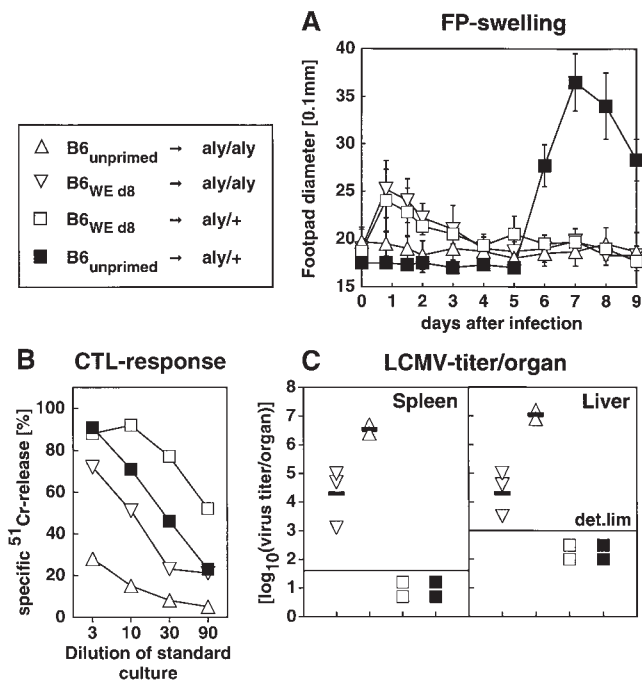 A FP-swelling
B6unprimed → aly/aly
B6WE d8 → aly/aly
B6WE d8 → aly/+
B6unprimed → aly/+
Footpad diameter [0.1mm]
40
35
30
25
20
15
0 1 2 3 4 5 6 7 8 9
days after infection
B CTL-response
specific 51Cr-release [%]
100
80
60
40
20
0
3 10 30 90
Dilution of standard
culture
C LCMV-titer/organ
[log10(virus titer/organ)]
8
7
6
5
4
3
2
1
0
Spleen
Liver
det.lim